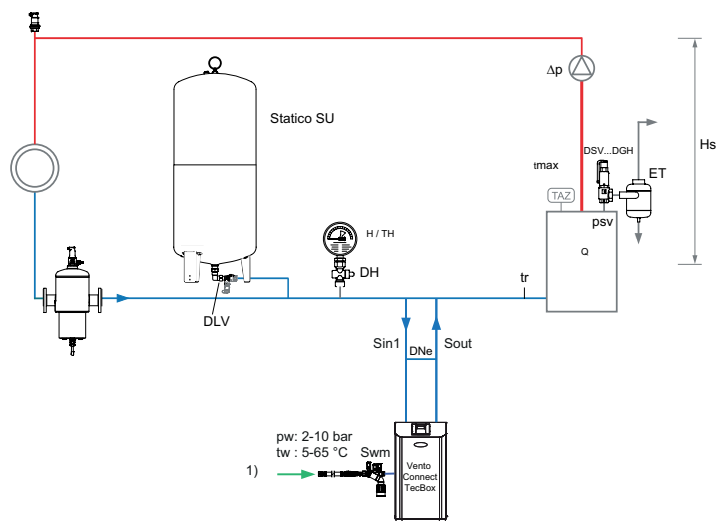 Δp
Statico SU
Hs
DSV...DGH
tmax
ET
TAZ
psv
H / TH
Q
DH
tr
DLV
Sin1
Sout
DNe
pw: 2-10 bar
tw : 5-65 °C
Swm
1)
Vento
Connect
TecBox